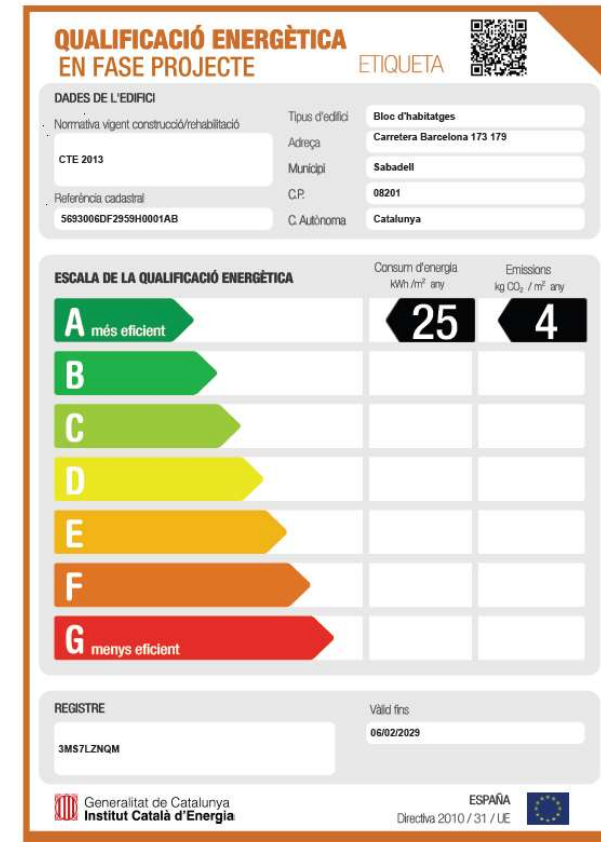 QUALIFICACIÓ ENERGÈTICA
EN FASE PROJECTE
ETIQUETA
DADES DE L'EDIFICI
Normativa vigent construcció/rehabilitació
CTE 2013
Referència cadastral
5693006DF2959H0001AB
Tipus d'edifici
Bloc d'habitatges
Adreça
Carretera Barcelona 173 179
Municipi
Sabadell
C.P.
08201
C. Autònoma
Catalunya
ESCALA DE LA QUALIFICACIÓ ENERGÈTICA
Consum d'energia
kWh /m² any
Emissions
kg CO₂ / m² any
A més eficient
25
4
B
C
D
E
F
G menys eficient
REGISTRE
3MS7LZNQM
Vàlid fins
06/02/2029
Generalitat de Catalunya
Institut Català d'Energia
ESPAÑA
Directiva 2010 / 31 / UE